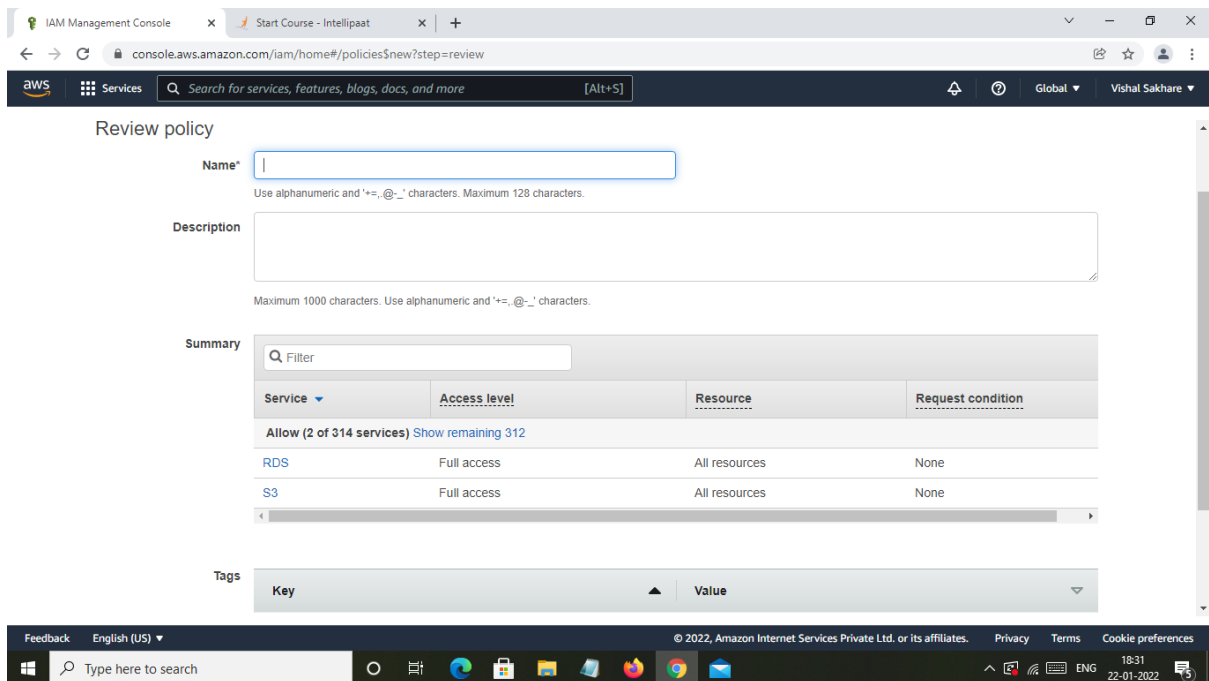 IAM Management Console
Start Course - Intellipaat
console.aws.amazon.com/iam/home#/policies$new?step=review
aws Services Search for services, features, blogs, docs, and more [Alt+S] Global Vishal Sakhare
Review policy
Name*
Use alphanumeric and '+=,.@-_' characters. Maximum 128 characters.
Description
Maximum 1000 characters. Use alphanumeric and '+=,.@-_' characters.
Summary
Filter
Service Access level Resource Request condition
Allow (2 of 314 services) Show remaining 312
RDS Full access All resources None
S3 Full access All resources None
Tags
Key Value
Feedback English (US) © 2022, Amazon Internet Services Private Ltd. or its affiliates. Privacy Terms Cookie preferences
Type here to search ENG 18:31
22-01-2022 5